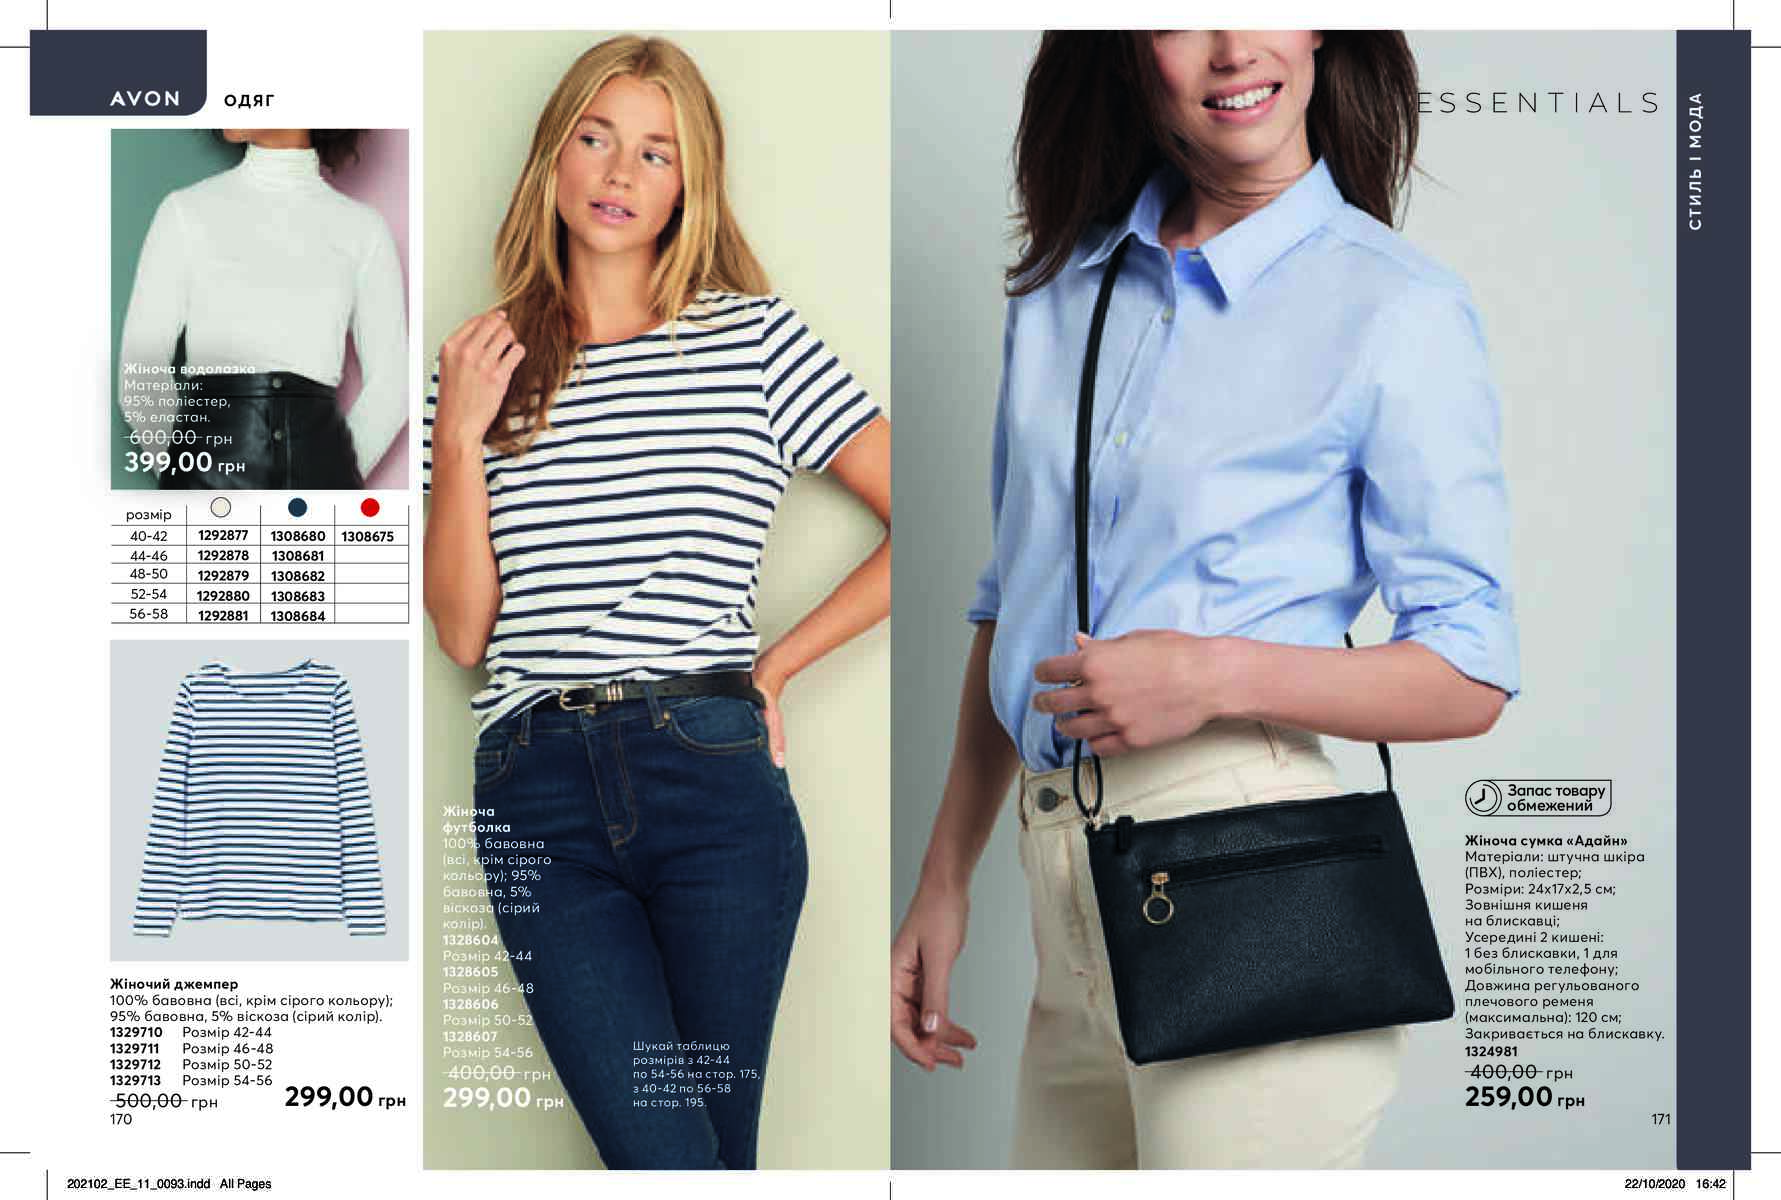 AVON
ОДЯГ
Жіноча водолазка
Матеріали:
95% поліестер,
5% еластан.
600,00 грн
399,00 грн
розмір
40-42 1292877 1308680 1308675
44-46 1292878 1308681
48-50 1292879 1308682
52-54 1292880 1308683
56-58 1292881 1308684
Жіночий джемпер
100% бавовна (всі, крім сірого кольору);
95% бавовна, 5% віскоза (сірий колір).
1329710 Розмір 42-44
1329711 Розмір 46-48
1329712 Розмір 50-52
1329713 Розмір 54-56
500,00 грн 299,00 грн
170
Жіноча
футболка
100% бавовна
(всі, крім сірого
кольору); 95%
бавовна, 5%
віскоза (сірий
колір).
1328604
Розмір 42-44
1328605
Розмір 46-48
1328606
Розмір 50-52
1328607
Розмір 54-56
400,00 грн
299,00 грн
Шукай таблицю
розмірів з 42-44
по 54-56 на стор. 175,
з 40-42 по 56-58
на стор. 195.
ESSENTIALS
СТИЛЬ І МОДА
Запас товару
обмежений
Жіноча сумка «Адайн»
Матеріали: штучна шкіра
(ПВХ), поліестер;
Розміри: 24х17х2,5 см;
Зовнішня кишеня
на блискавці;
Усередині 2 кишені:
1 без блискавки, 1 для
мобільного телефону;
Довжина регульованого
плечового ременя
(максимальна): 120 см;
Закривається на блискавку.
1324981
400,00 грн
259,00 грн
171
202102_EE_11_0093.indd All Pages
22/10/2020 16:42